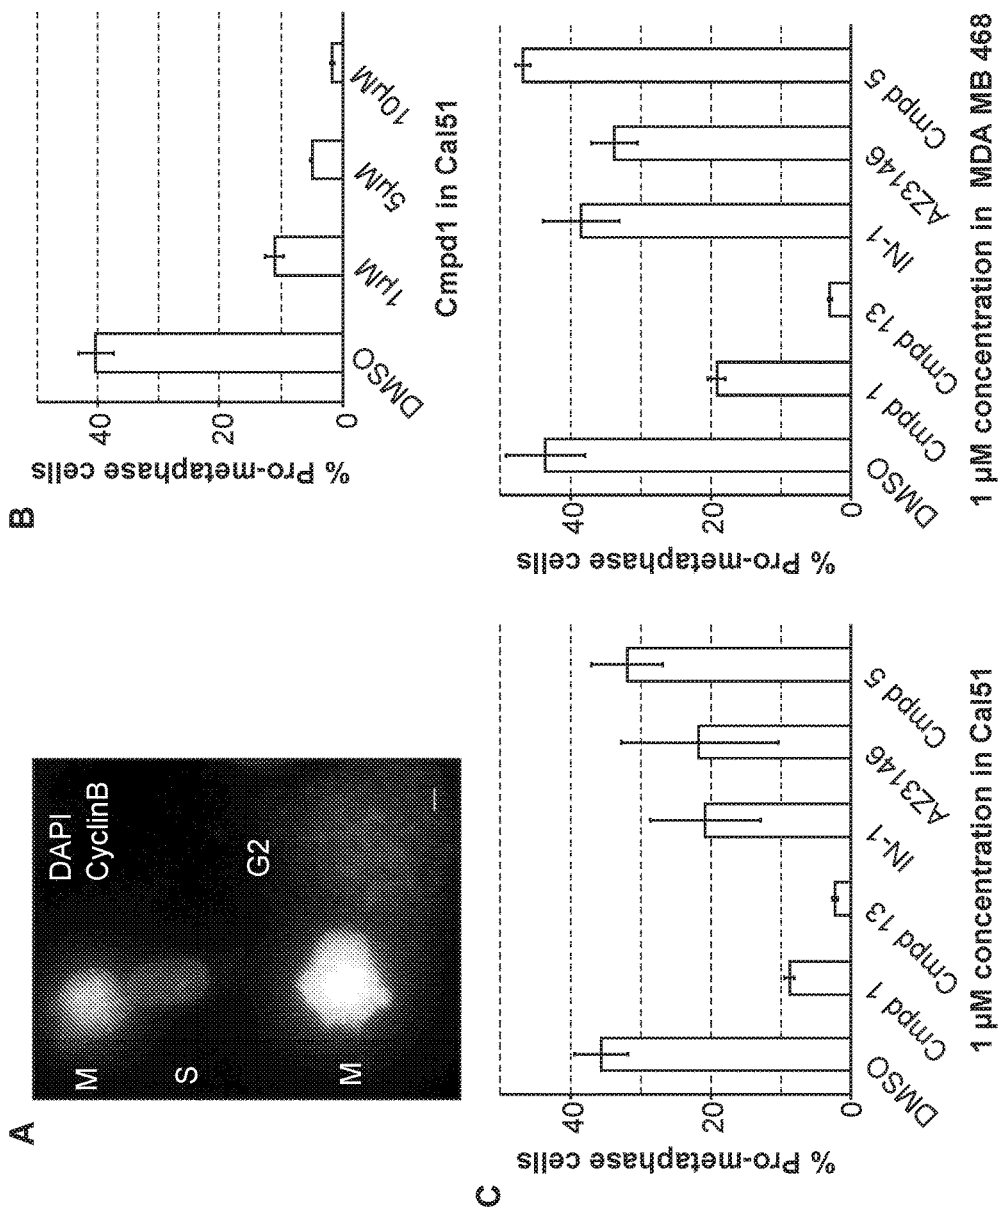 A
DAPI
CyclinB
M
S
G2
M
B
% Pro-metaphase cells
40
20
0
DMSO
1µM
5µM
10µM
Cmpd1 in Cal51
C
% Pro-metaphase cells
40
20
0
DMSO
Cmpd 1
Cmpd 13
IN-1
AZ3146
Cmpd 5
1 µM concentration in Cal51
% Pro-metaphase cells
40
20
0
DMSO
Cmpd 1
Cmpd 13
IN-1
AZ3146
Cmpd 5
1 µM concentration in MDA MB 468